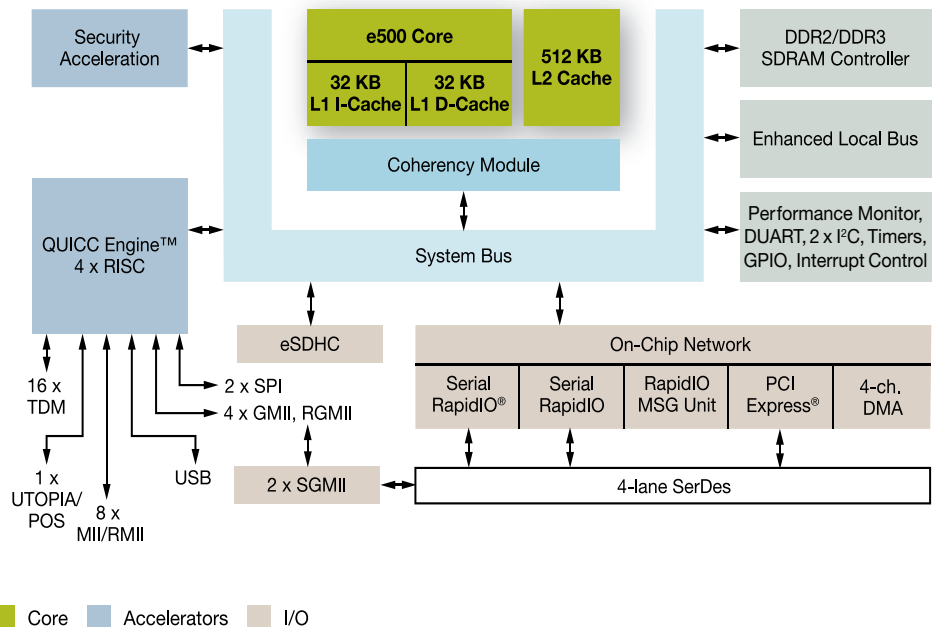 Security
Acceleration
e500 Core
32 KB
L1 I-Cache
32 KB
L1 D-Cache
512 KB
L2 Cache
DDR2/DDR3
SDRAM Controller
Coherency Module
Enhanced Local Bus
QUICC Engine™
4 x RISC
System Bus
Performance Monitor,
DUART, 2 x I²C, Timers,
GPIO, Interrupt Control
eSDHC
On-Chip Network
Serial
RapidIO®
Serial
RapidIO
RapidIO
MSG Unit
PCI
Express®
4-ch.
DMA
16 x
TDM
2 x SPI
4 x GMII, RGMII
1 x
UTOPIA/
POS
8 x
MII/RMII
USB
2 x SGMII
4-lane SerDes
Core
Accelerators
I/O